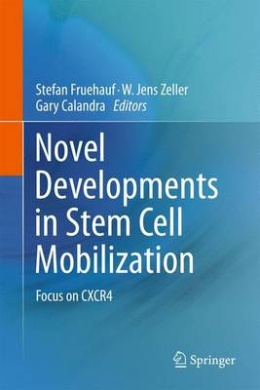 Stefan Fruehauf · W. Jens Zeller
Gary Calandra   Editors
Novel
Developments
in Stem Cell
Mobilization
Focus on CXCR4
Springer